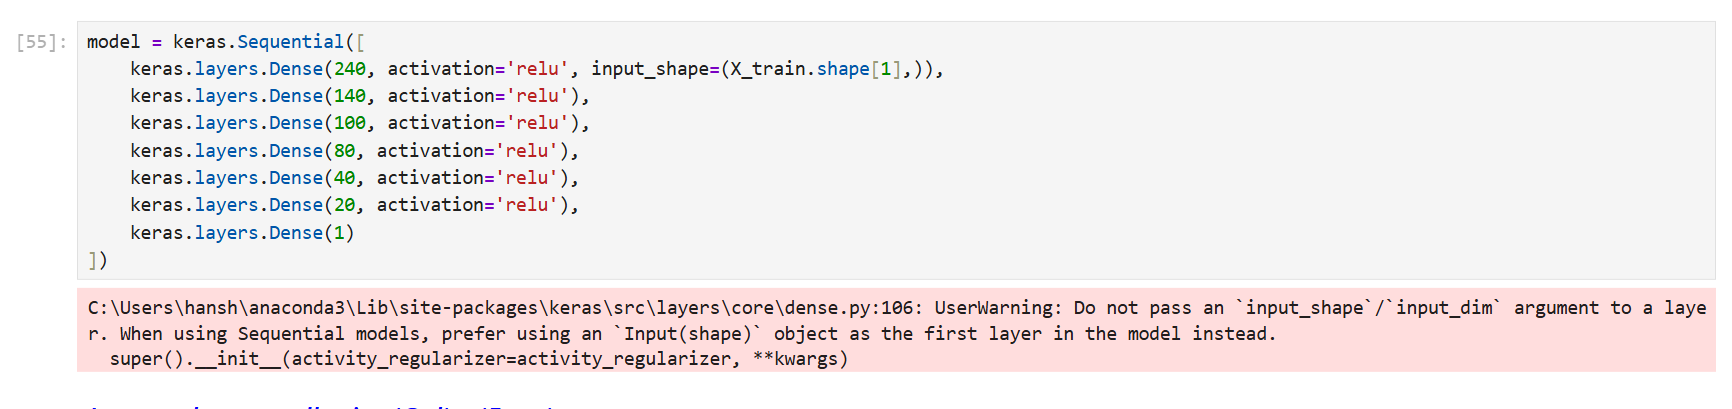 [55]: model = keras.Sequential([
    keras.layers.Dense(240, activation='relu', input_shape=(X_train.shape[1],)),
    keras.layers.Dense(140, activation='relu'),
    keras.layers.Dense(100, activation='relu'),
    keras.layers.Dense(80, activation='relu'),
    keras.layers.Dense(40, activation='relu'),
    keras.layers.Dense(20, activation='relu'),
    keras.layers.Dense(1)
])
C:\Users\hansh\anaconda3\Lib\site-packages\keras\src\layers\core\dense.py:106: UserWarning: Do not pass an `input_shape`/`input_dim` argument to a laye
r. When using Sequential models, prefer using an `Input(shape)` object as the first layer in the model instead.
  super().__init__(activity_regularizer=activity_regularizer, **kwargs)